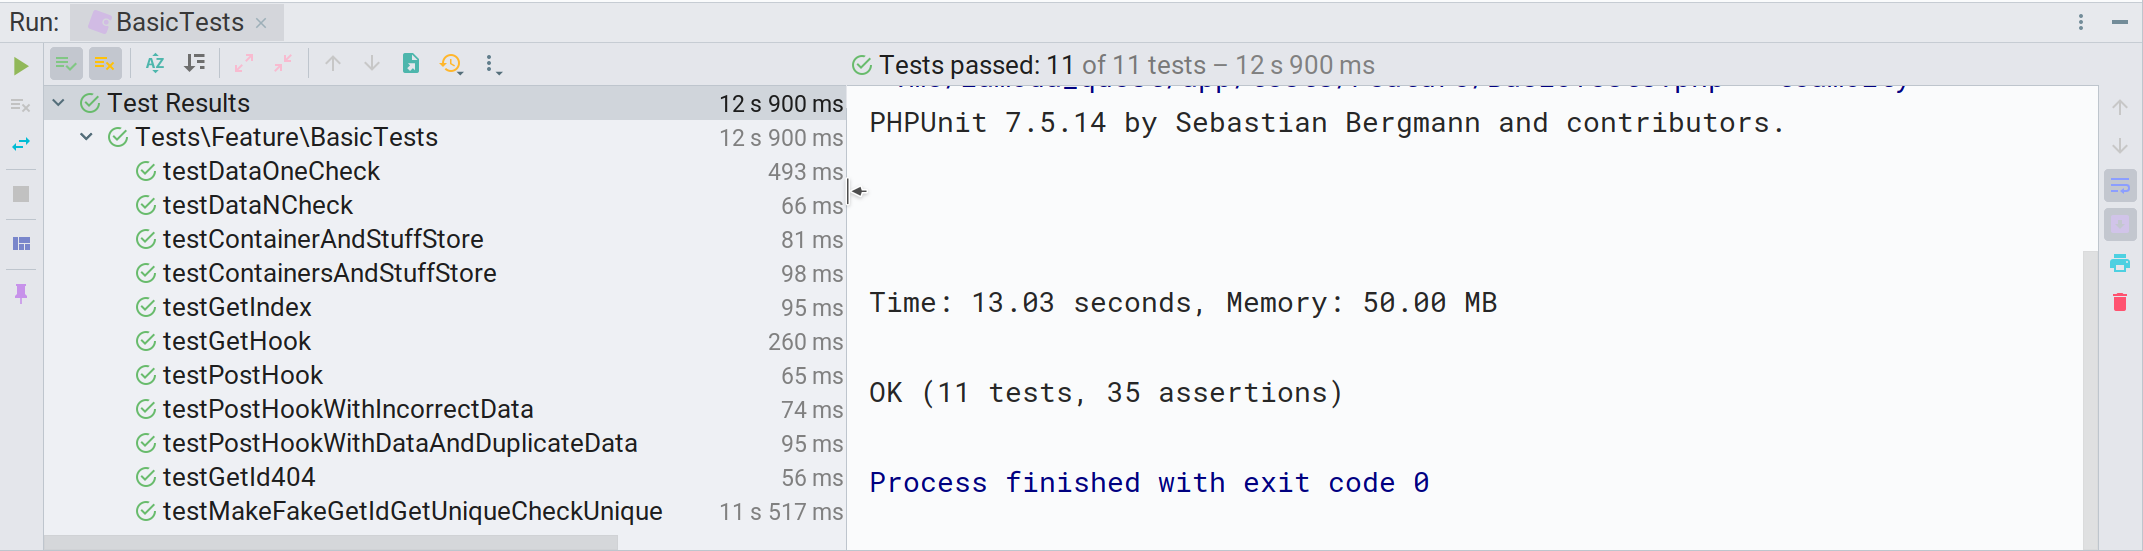 Run: BasicTests
Tests passed: 11 of 11 tests – 12 s 900 ms
Test Results 12 s 900 ms
Tests\Feature\BasicTests 12 s 900 ms
testDataOneCheck 493 ms
testDataNCheck 66 ms
testContainerAndStuffStore 81 ms
testContainersAndStuffStore 98 ms
testGetIndex 95 ms
testGetHook 260 ms
testPostHook 65 ms
testPostHookWithIncorrectData 74 ms
testPostHookWithDataAndDuplicateData 95 ms
testGetId404 56 ms
testMakeFakeGetIdGetUniqueCheckUnique 11 s 517 ms
PHPUnit 7.5.14 by Sebastian Bergmann and contributors.
Time: 13.03 seconds, Memory: 50.00 MB
OK (11 tests, 35 assertions)
Process finished with exit code 0